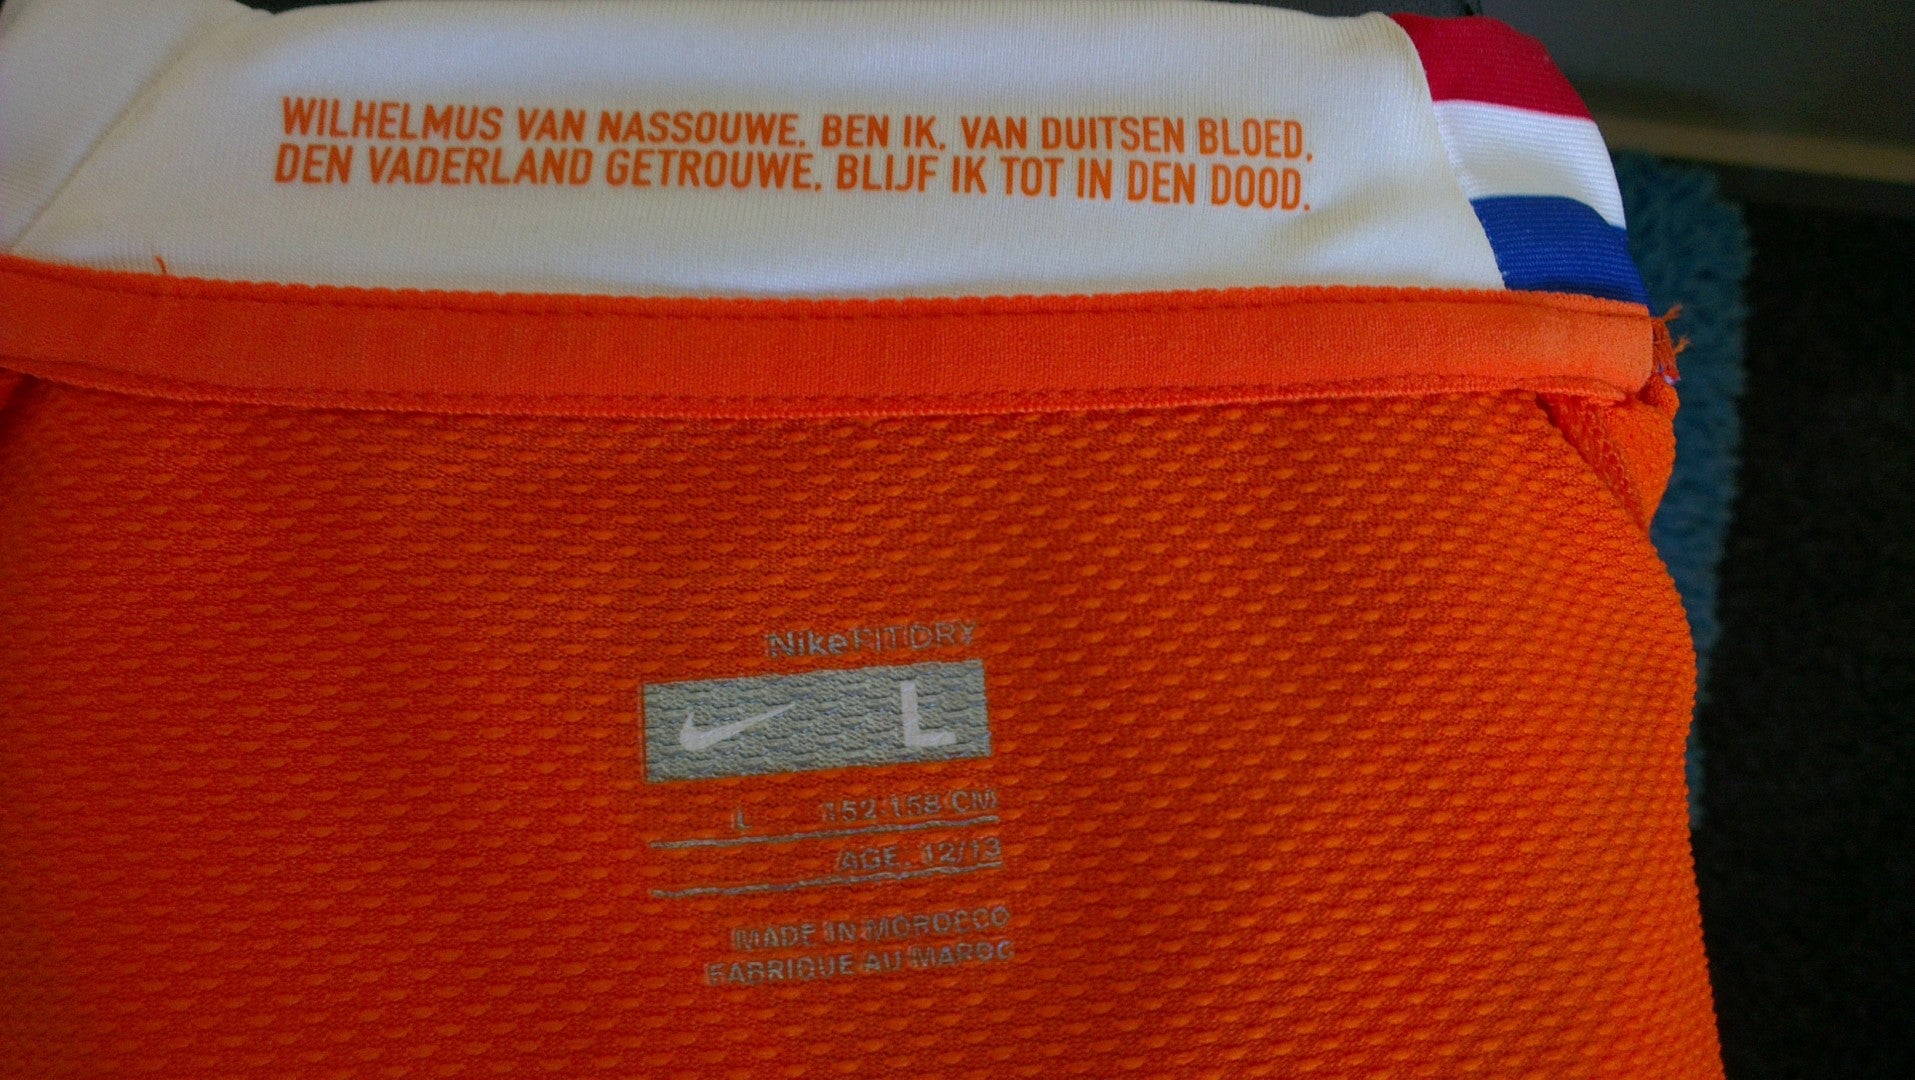 WILHELMUS VAN NASSOUWE. BEN IK. VAN DUITSEN BLOED.
DEN VADERLAND GETROUWE. BLIJF IK TOT IN DEN DOOD.
NikeFITDRY
L
L 152-158 CM
AGE. 12/13
MADE IN MOROCCO
FABRIQUE AU MAROC